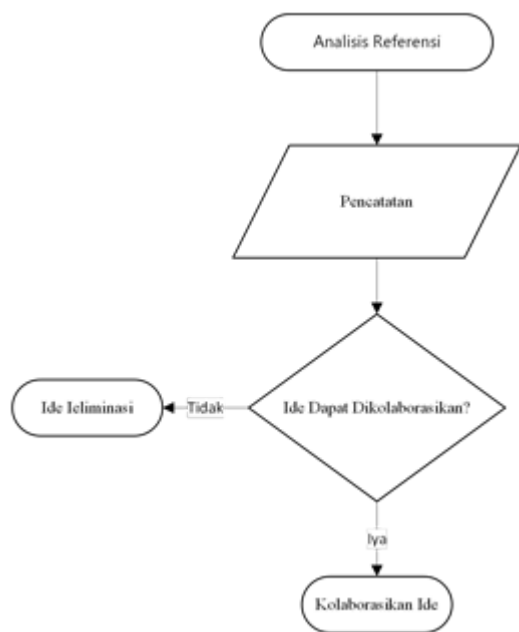 Analisis Referensi
Pencatatan
Ide Dapat Dikolaborasikan?
Tidak
Ide Ieliminasi
Iya
Kolaborasikan Ide